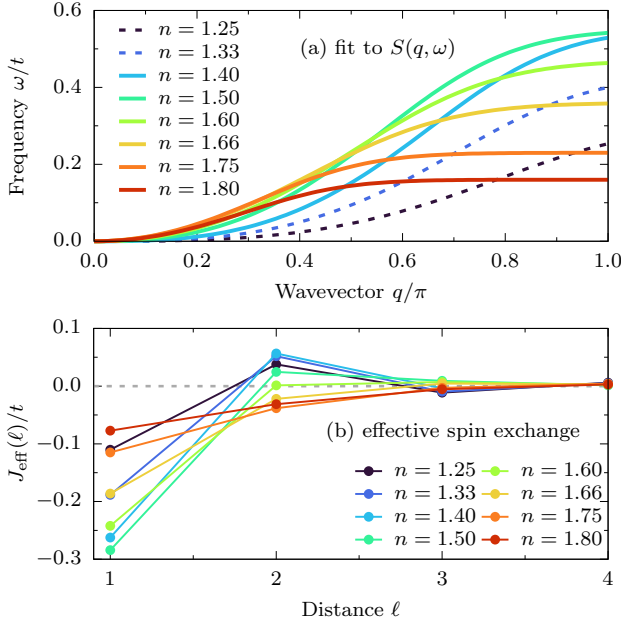 (a) fit to S(q, ω)
Frequency ω/t
0.6
0.4
0.2
0.0
n = 1.25
n = 1.33
n = 1.40
n = 1.50
n = 1.60
n = 1.66
n = 1.75
n = 1.80
0.0 0.2 0.4 0.6 0.8 1.0
Wavevector q/π
J_eff(ℓ)/t
0.1
0.0
−0.1
−0.2
−0.3
(b) effective spin exchange
n = 1.25 n = 1.60
n = 1.33 n = 1.66
n = 1.40 n = 1.75
n = 1.50 n = 1.80
1 2 3 4
Distance ℓ